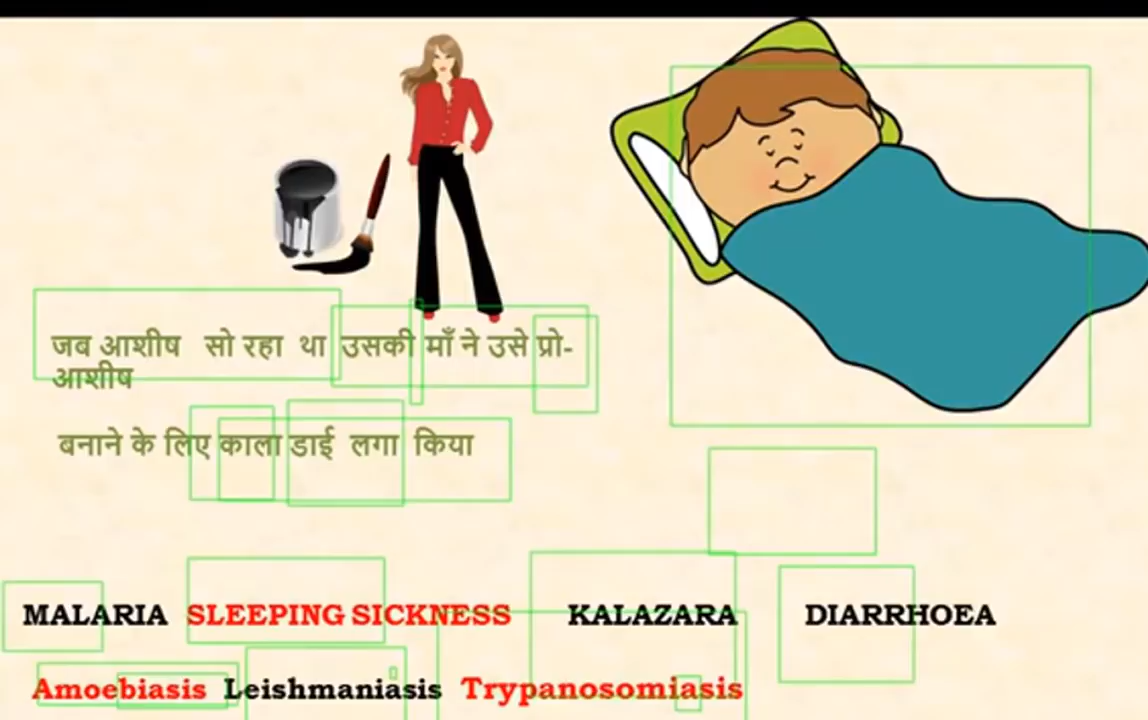 जब आशीष सो रहा था उसकी माँ ने उसे प्रो-
आशीष
बनाने के लिए काला डाई लगा किया
MALARIA SLEEPING SICKNESS KALAZARA DIARRHOEA
Amoebiasis Leishmaniasis Trypanosomiasis